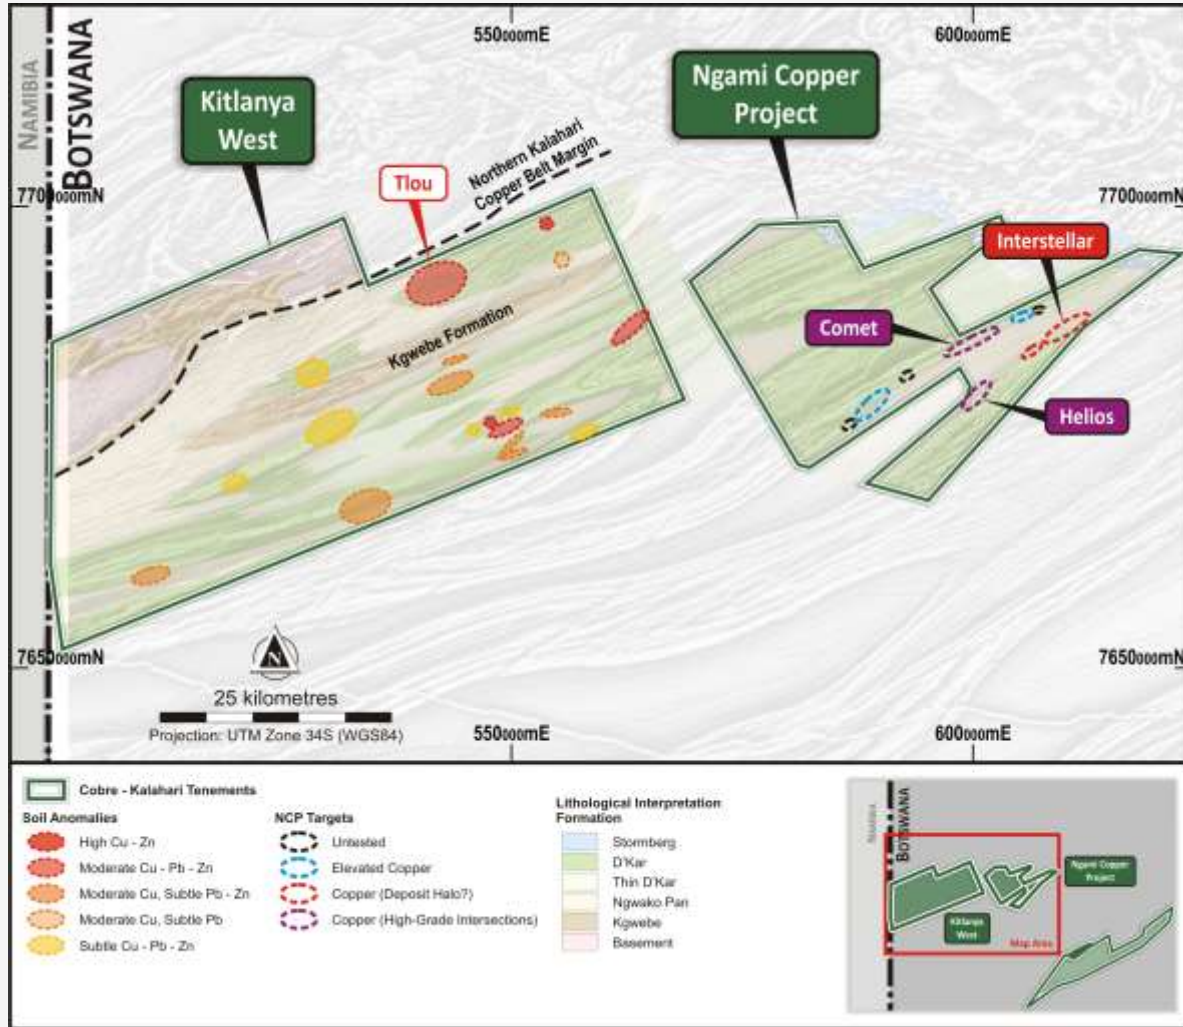 550000mE
600000mE
NAMIBIA
BOTSWANA
Kitlanya
West
Ngami Copper
Project
Northern Kalahari
Copper Belt Margin
Tlou
7700000mN
7700000mN
Interstellar
Comet
Kgwebe Formation
Helios
7650000mN
7650000mN
N
25 kilometres
Projection: UTM Zone 34S (WGS84)
550000mE
600000mE
Cobre - Kalahari Tenements
Soil Anomalies
High Cu - Zn
Moderate Cu - Pb - Zn
Moderate Cu, Subtle Pb - Zn
Moderate Cu, Subtle Pb
Subtle Cu - Pb - Zn
NCP Targets
Untested
Elevated Copper
Copper (Deposit Halo?)
Copper (High-Grade Intersections)
Lithological Interpretation
Formation
Stormberg
D'Kar
Thin D'Kar
Ngwako Pan
Kgwebe
Basement
NAMIBIA
BOTSWANA
Ngami Copper
Project
Kitlanya
West
Map Area